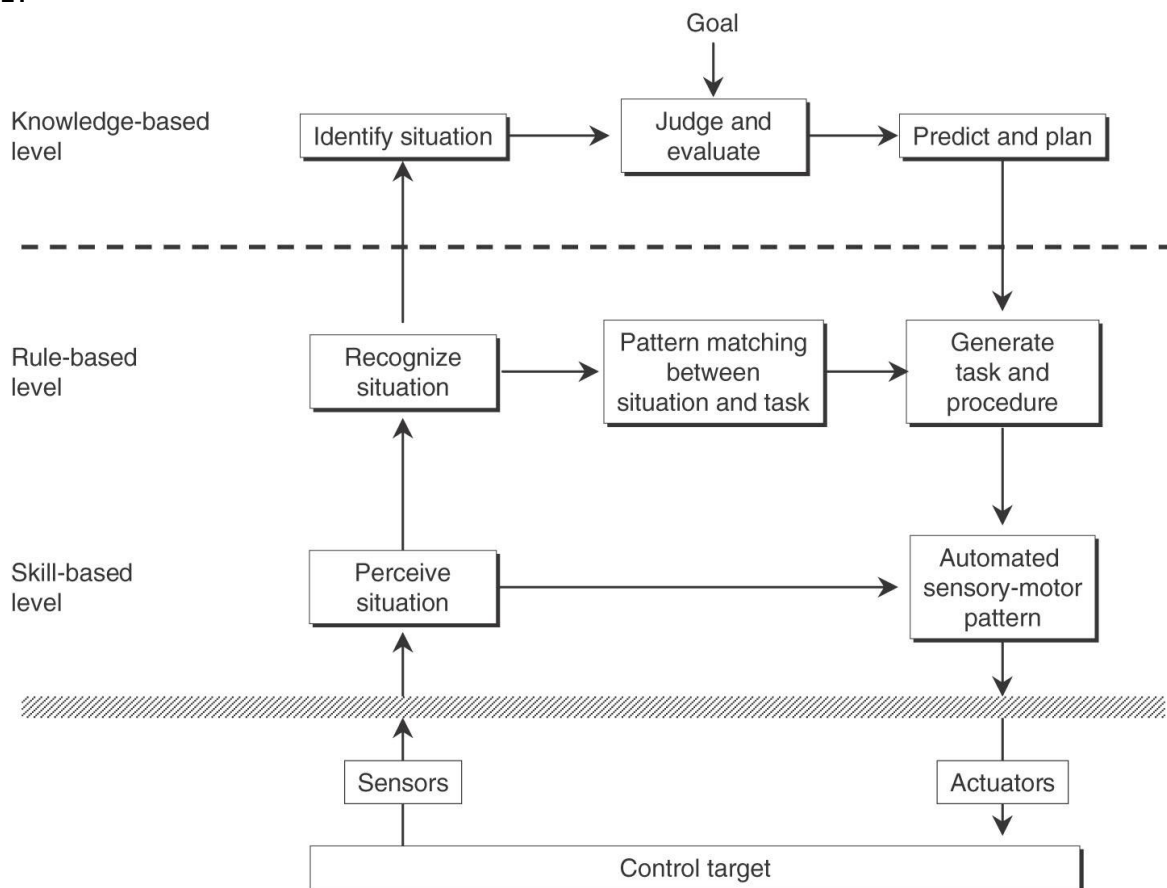 Goal
Knowledge-based
level
Identify situation
Judge and
evaluate
Predict and plan
Rule-based
level
Recognize
situation
Pattern matching
between
situation and task
Generate
task and
procedure
Skill-based
level
Perceive
situation
Automated
sensory-motor
pattern
Sensors
Actuators
Control target